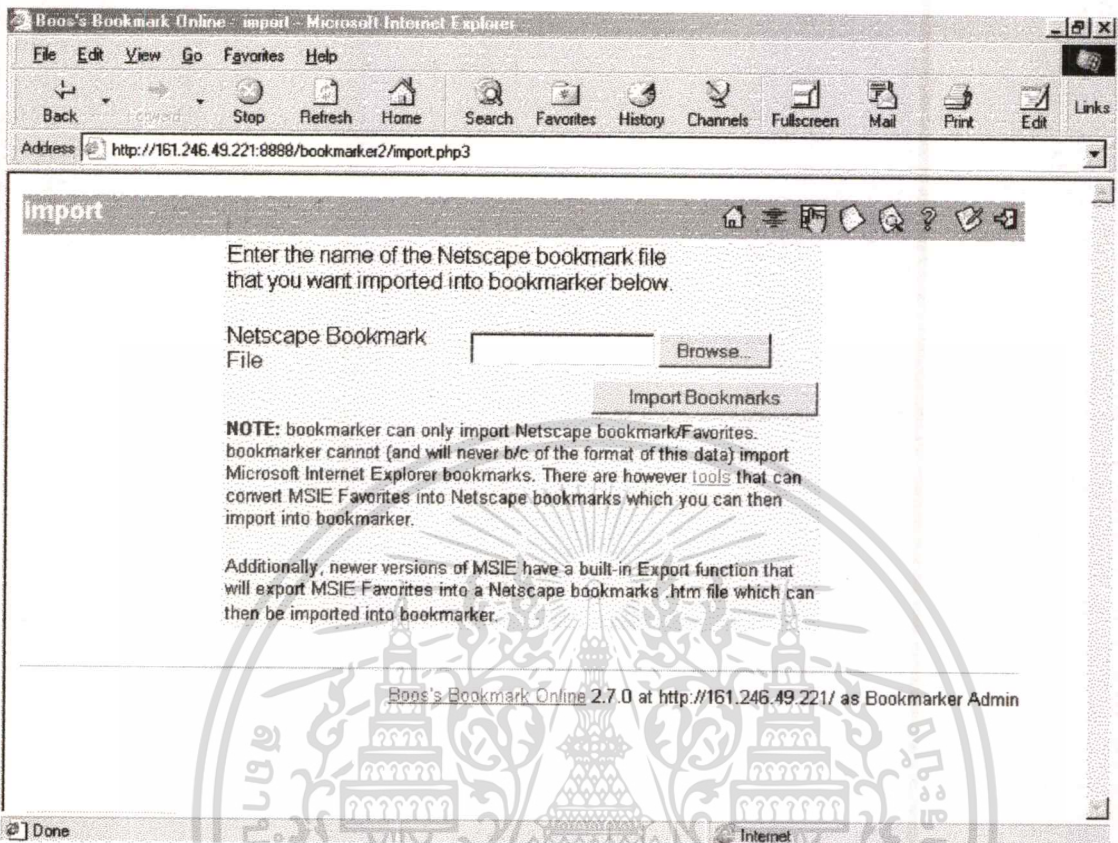 Boos's Bookmark Online - import - Microsoft Internet Explorer
File Edit View Go Favorites Help
Back Forward Stop Refresh Home Search Favorites History Channels Fullscreen Mail Print Edit Links
Address http://161.246.49.221:8888/bookmarker2/import.php3
import
Enter the name of the Netscape bookmark file
that you want imported into bookmarker below.
Netscape Bookmark
File
Browse...
Import Bookmarks
NOTE: bookmarker can only import Netscape bookmark/Favorites.
bookmarker cannot (and will never b/c of the format of this data) import
Microsoft Internet Explorer bookmarks. There are however tools that can
convert MSIE Favorites into Netscape bookmarks which you can then
import into bookmarker.
Additionally, newer versions of MSIE have a built-in Export function that
will export MSIE Favorites into a Netscape bookmarks .htm file which can
then be imported into bookmarker.
Boos's Bookmark Online 2.7.0 at http://161.246.49.221/ as Bookmarker Admin
Done Internet